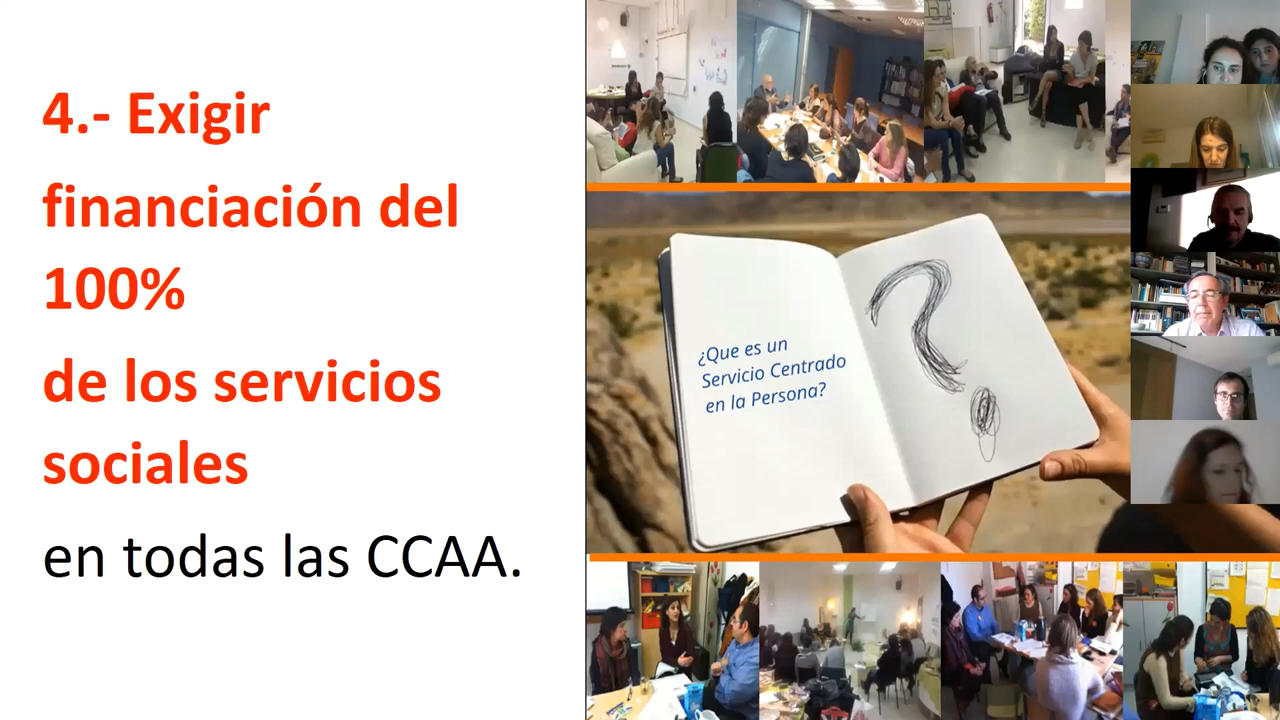 4.- Exigir
financiación del
100%
de los servicios
sociales
en todas las CCAA.
¿Que es un
Servicio Centrado
en la Persona?